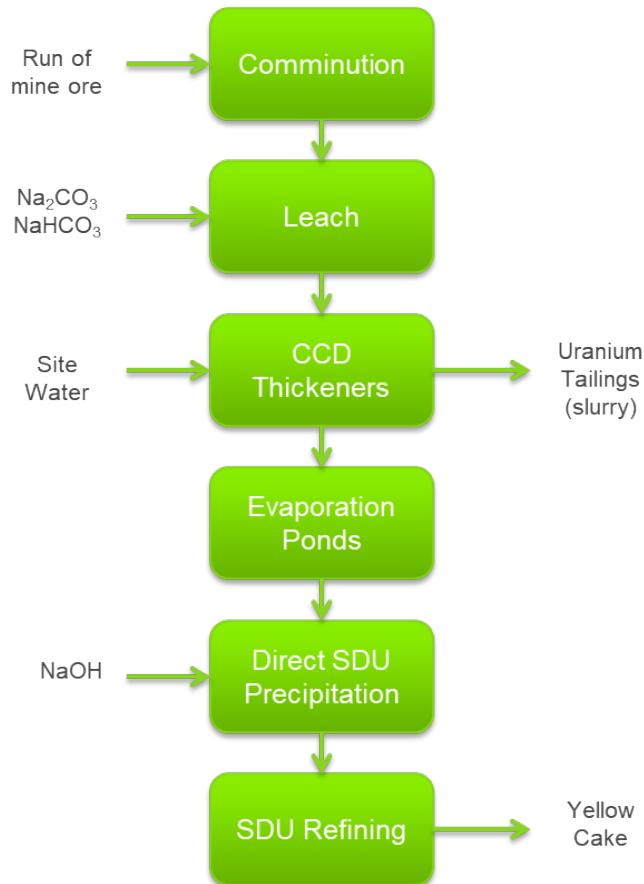 Run of
mine ore
Comminution
Na₂CO₃
NaHCO₃
Leach
Site
Water
CCD
Thickeners
Uranium
Tailings
(slurry)
Evaporation
Ponds
NaOH
Direct SDU
Precipitation
SDU Refining
Yellow
Cake